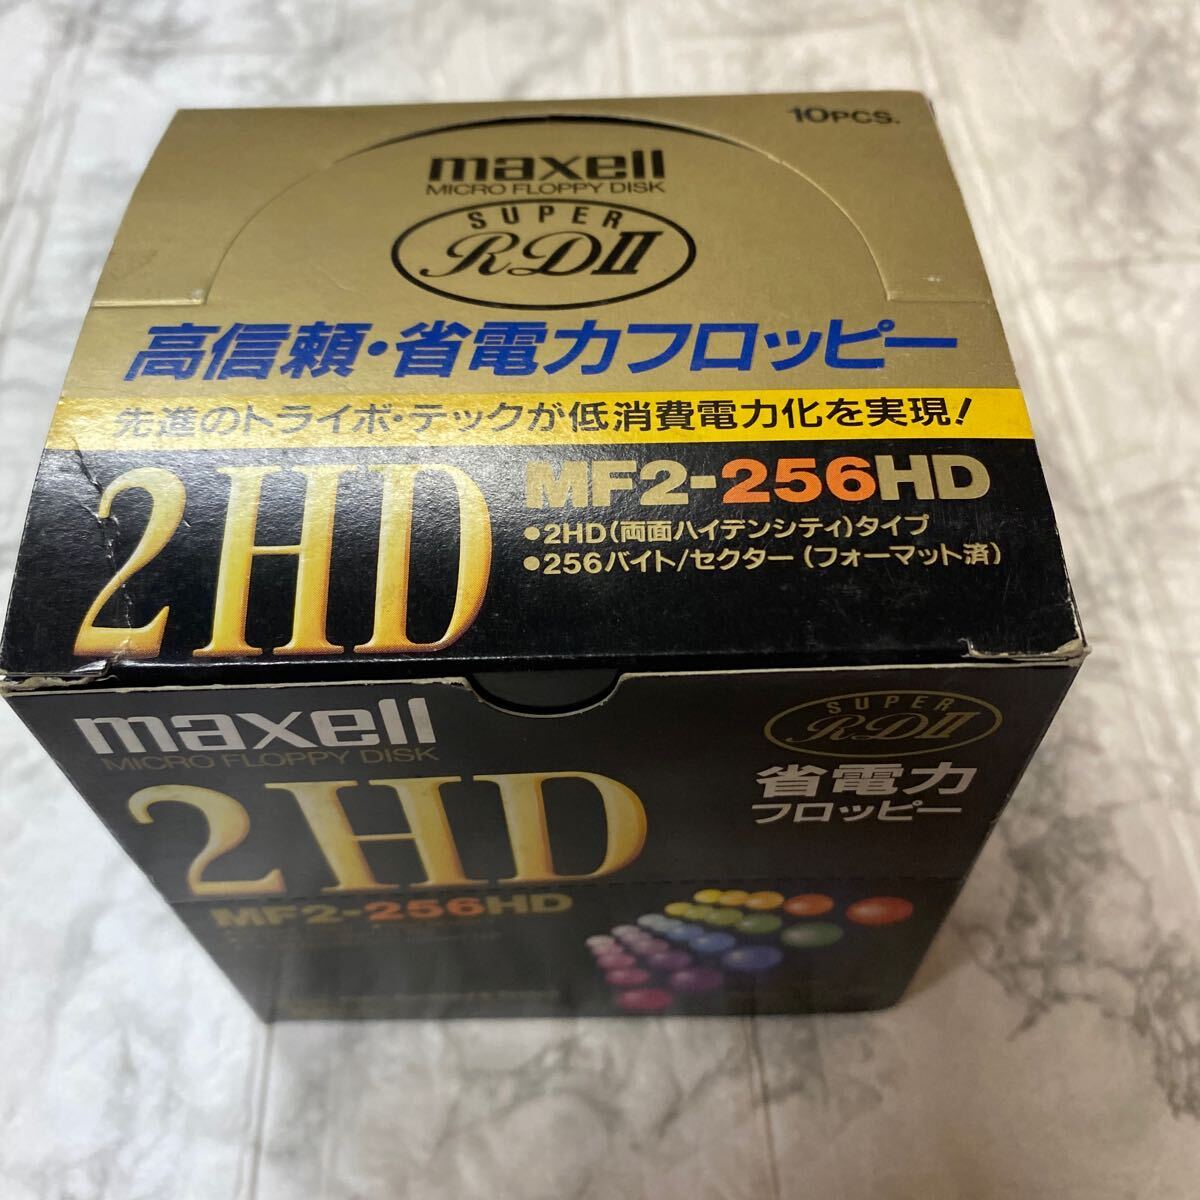 10PCS.
maxell
MICRO FLOPPY DISK
SUPER
RDII
高信頼・省電力フロッピー
先進のトライボ・テックが低消費電力化を実現!
2HD
MF2-256HD
•2HD(両面ハイデンシティ)タイプ
•256バイト/セクター(フォーマット済)
maxell
MICRO FLOPPY DISK
SUPER
RDII
省電力
フロッピー
2HD
MF2-256HD